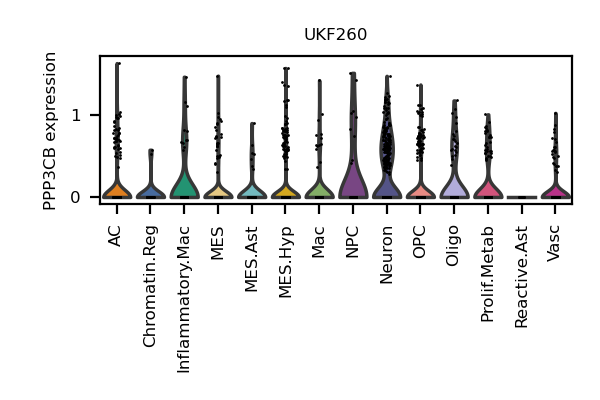 UKF260
PPP3CB expression
1
0
AC
Chromatin.Reg
Inflammatory.Mac
MES
MES.Ast
MES.Hyp
Mac
NPC
Neuron
OPC
Oligo
Prolif.Metab
Reactive.Ast
Vasc